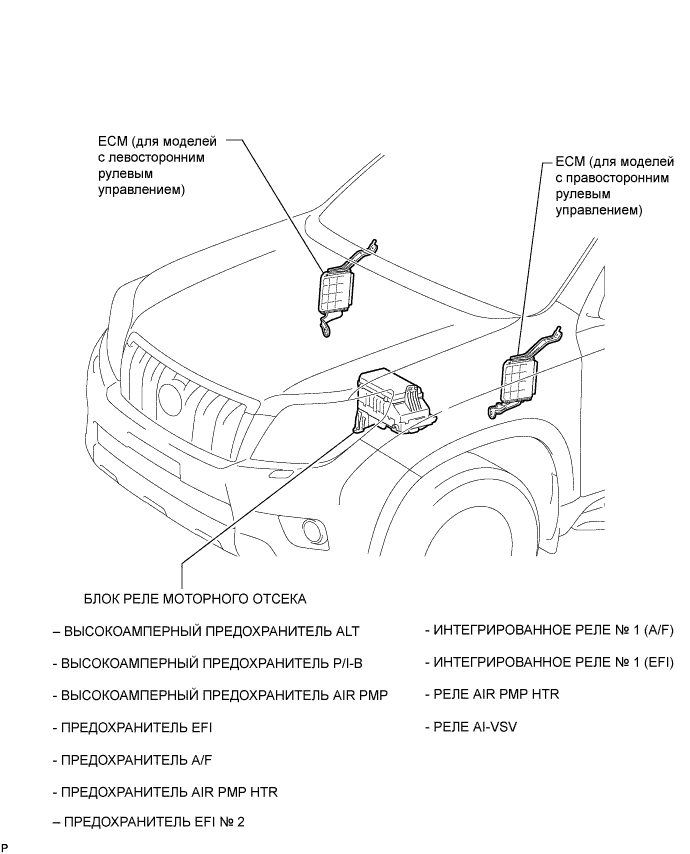 ECM (для моделей
с левосторонним
рулевым
управлением)
ECM (для моделей
с правосторонним
рулевым
управлением)
БЛОК РЕЛЕ МОТОРНОГО ОТСЕКА
– ВЫСОКОАМПЕРНЫЙ ПРЕДОХРАНИТЕЛЬ ALT
- ВЫСОКОАМПЕРНЫЙ ПРЕДОХРАНИТЕЛЬ P/I-B
- ВЫСОКОАМПЕРНЫЙ ПРЕДОХРАНИТЕЛЬ AIR PMP
- ПРЕДОХРАНИТЕЛЬ EFI
- ПРЕДОХРАНИТЕЛЬ A/F
- ПРЕДОХРАНИТЕЛЬ AIR PMP HTR
– ПРЕДОХРАНИТЕЛЬ EFI № 2
- ИНТЕГРИРОВАННОЕ РЕЛЕ № 1 (A/F)
- ИНТЕГРИРОВАННОЕ РЕЛЕ № 1 (EFI)
- РЕЛЕ AIR PMP HTR
- РЕЛЕ AI-VSV
P